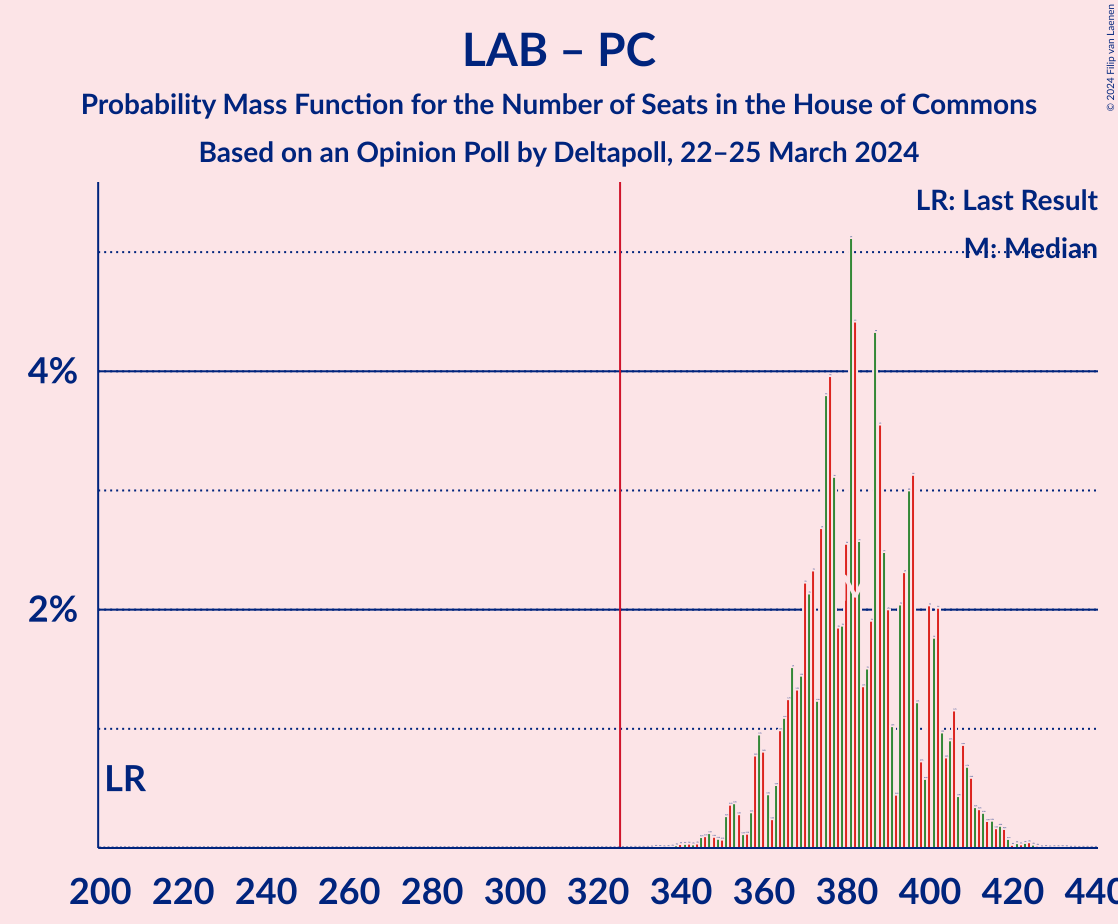 LAB – PC
Probability Mass Function for the Number of Seats in the House of Commons
Based on an Opinion Poll by Deltapoll, 22–25 March 2024
© 2024 Filip van Laenen
LR: Last Result
M: Median
4%
2%
LR
200 220 240 260 280 300 320 340 360 380 400 420 440